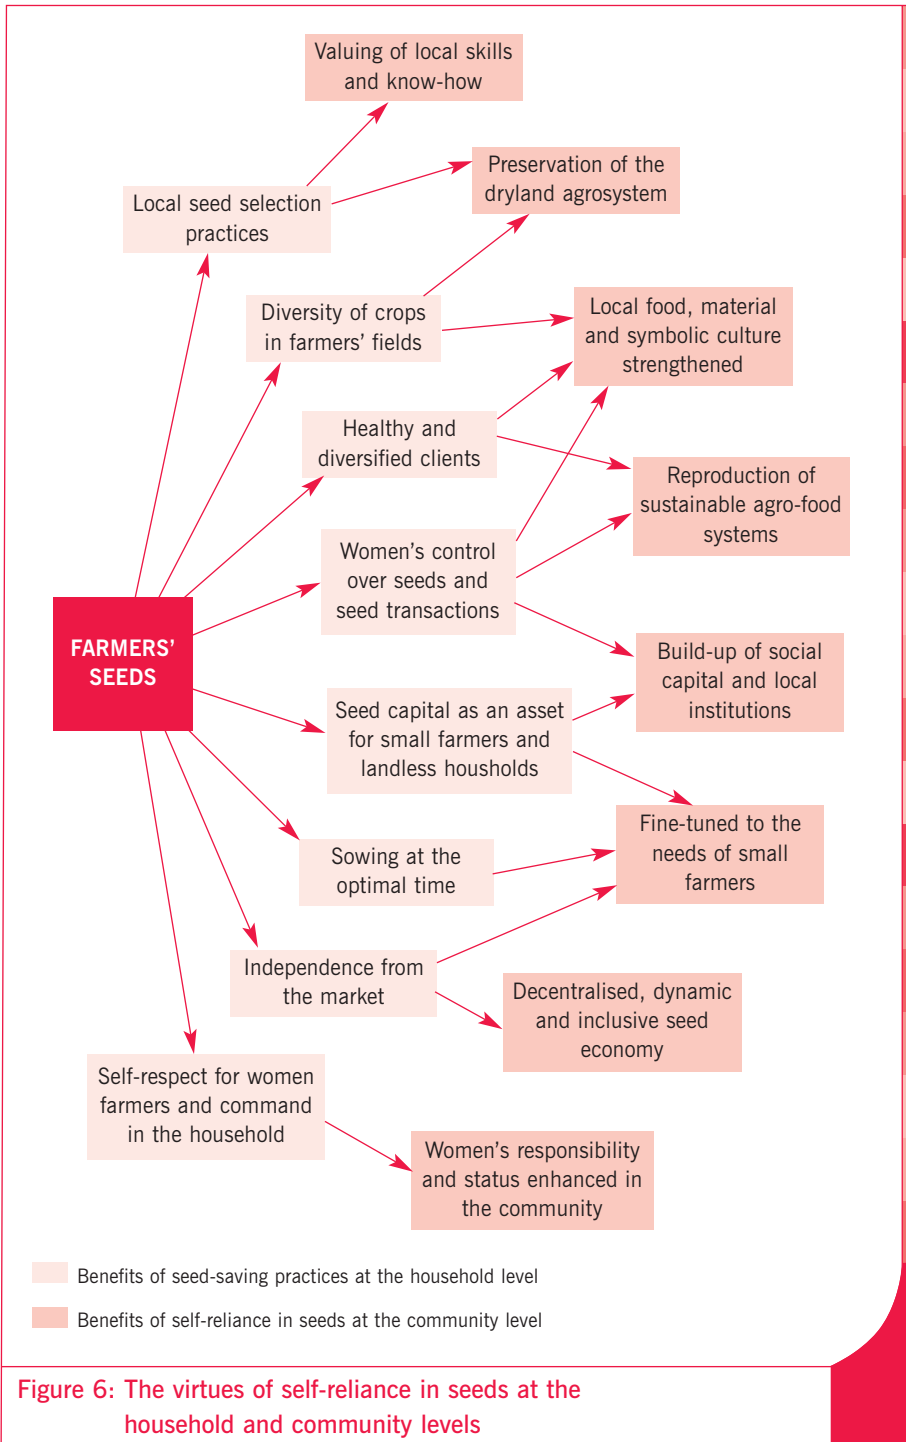 Valuing of local skills
and know-how
Preservation of the
dryland agrosystem
Local seed selection
practices
Diversity of crops
in farmers’ fields
Local food, material
and symbolic culture
strengthened
Healthy and
diversified clients
Reproduction of
sustainable agro-food
systems
Women’s control
over seeds and
seed transactions
FARMERS’
SEEDS
Build-up of social
capital and local
institutions
Seed capital as an asset
for small farmers and
landless housholds
Fine-tuned to the
needs of small
farmers
Sowing at the
optimal time
Independence from
the market
Decentralised, dynamic
and inclusive seed
economy
Self-respect for women
farmers and command
in the household
Women’s responsibility
and status enhanced in
the community
Benefits of seed-saving practices at the household level
Benefits of self-reliance in seeds at the community level
Figure 6: The virtues of self-reliance in seeds at the
household and community levels